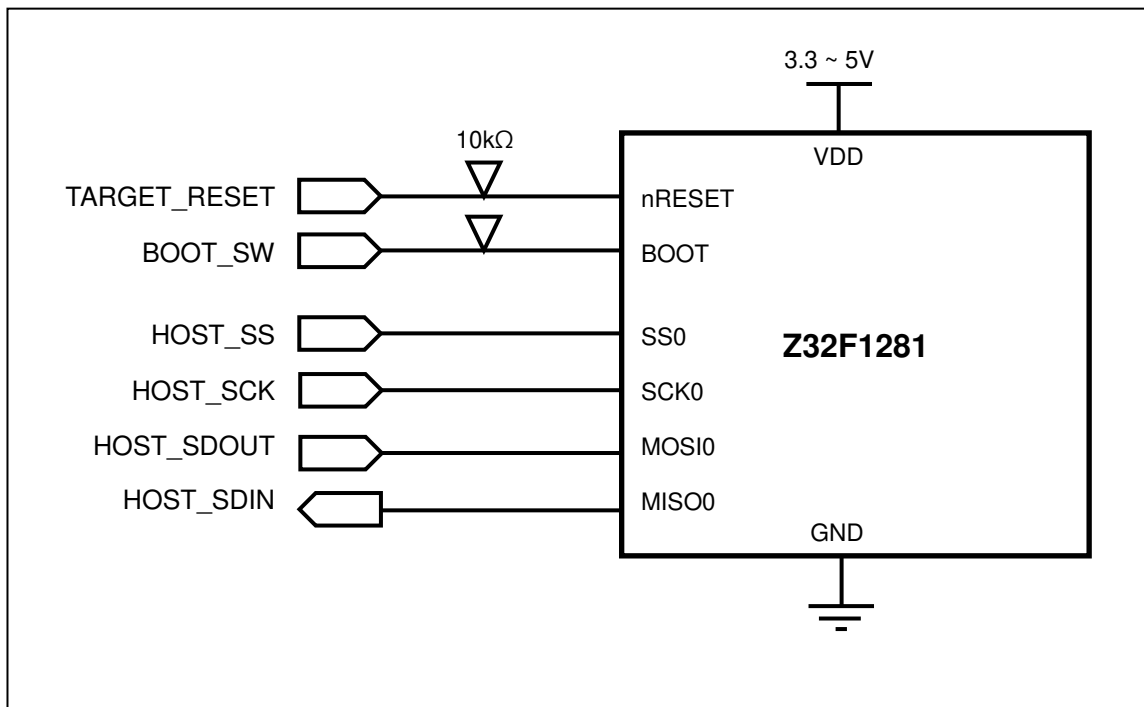 3.3 ~ 5V
10kΩ
VDD
TARGET_RESET
nRESET
BOOT_SW
BOOT
HOST_SS
SS0
Z32F1281
HOST_SCK
SCK0
HOST_SDOUT
MOSI0
HOST_SDIN
MISO0
GND